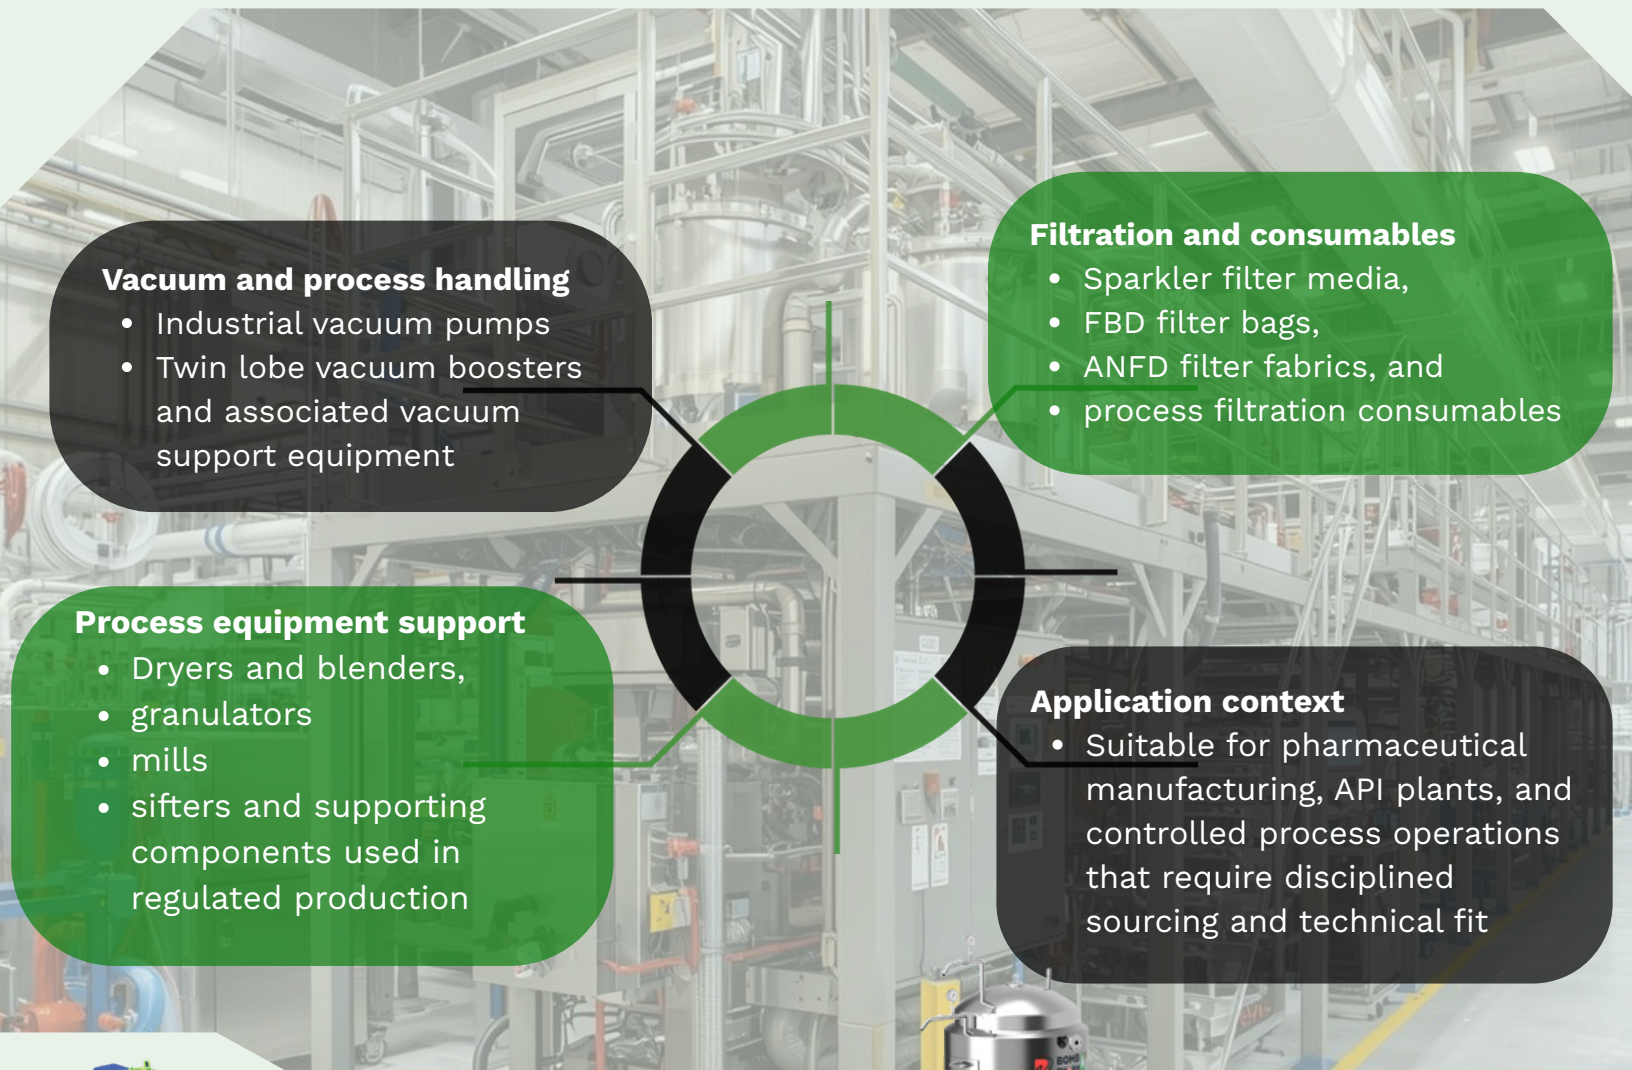 Vacuum and process handling
• Industrial vacuum pumps
• Twin lobe vacuum boosters
and associated vacuum
support equipment
Filtration and consumables
• Sparkler filter media,
• FBD filter bags,
• ANFD filter fabrics, and
• process filtration consumables
Process equipment support
• Dryers and blenders,
• granulators
• mills
• sifters and supporting
components used in
regulated production
Application context
• Suitable for pharmaceutical
manufacturing, API plants, and
controlled process operations
that require disciplined
sourcing and technical fit
BOMB